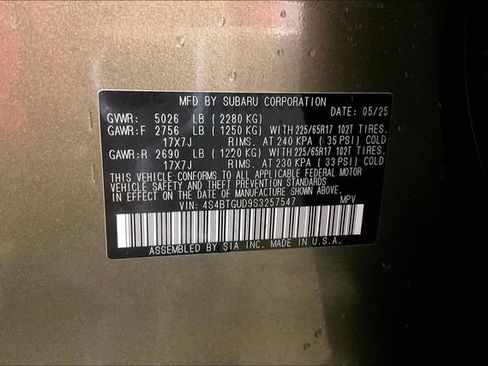 MFD BY SUBARU CORPORATION
GVWR: 5026 LB (2280 KG) DATE: 05/25
GAWR:F 2756 LB (1250 KG) WITH 225/65R17 102T TIRES.
17X7J RIMS. AT 240 KPA (35 PSI) COLD
GAWR:R 2690 LB (1220 KG) WITH 225/65R17 102T TIRES.
17X7J RIMS. AT 230 KPA (33 PSI) COLD
THIS VEHICLE CONFORMS TO ALL APPLICABLE FEDERAL MOTOR
VEHICLE SAFETY AND THEFT PREVENTION STANDARDS
IN EFFECT ON THE DATE OF MANUFACTURE SHOWN ABOVE.
VIN: 4S4BTGUD9S3257547 MPV
ASSEMBLED BY SIA INC. MADE IN U.S.A.